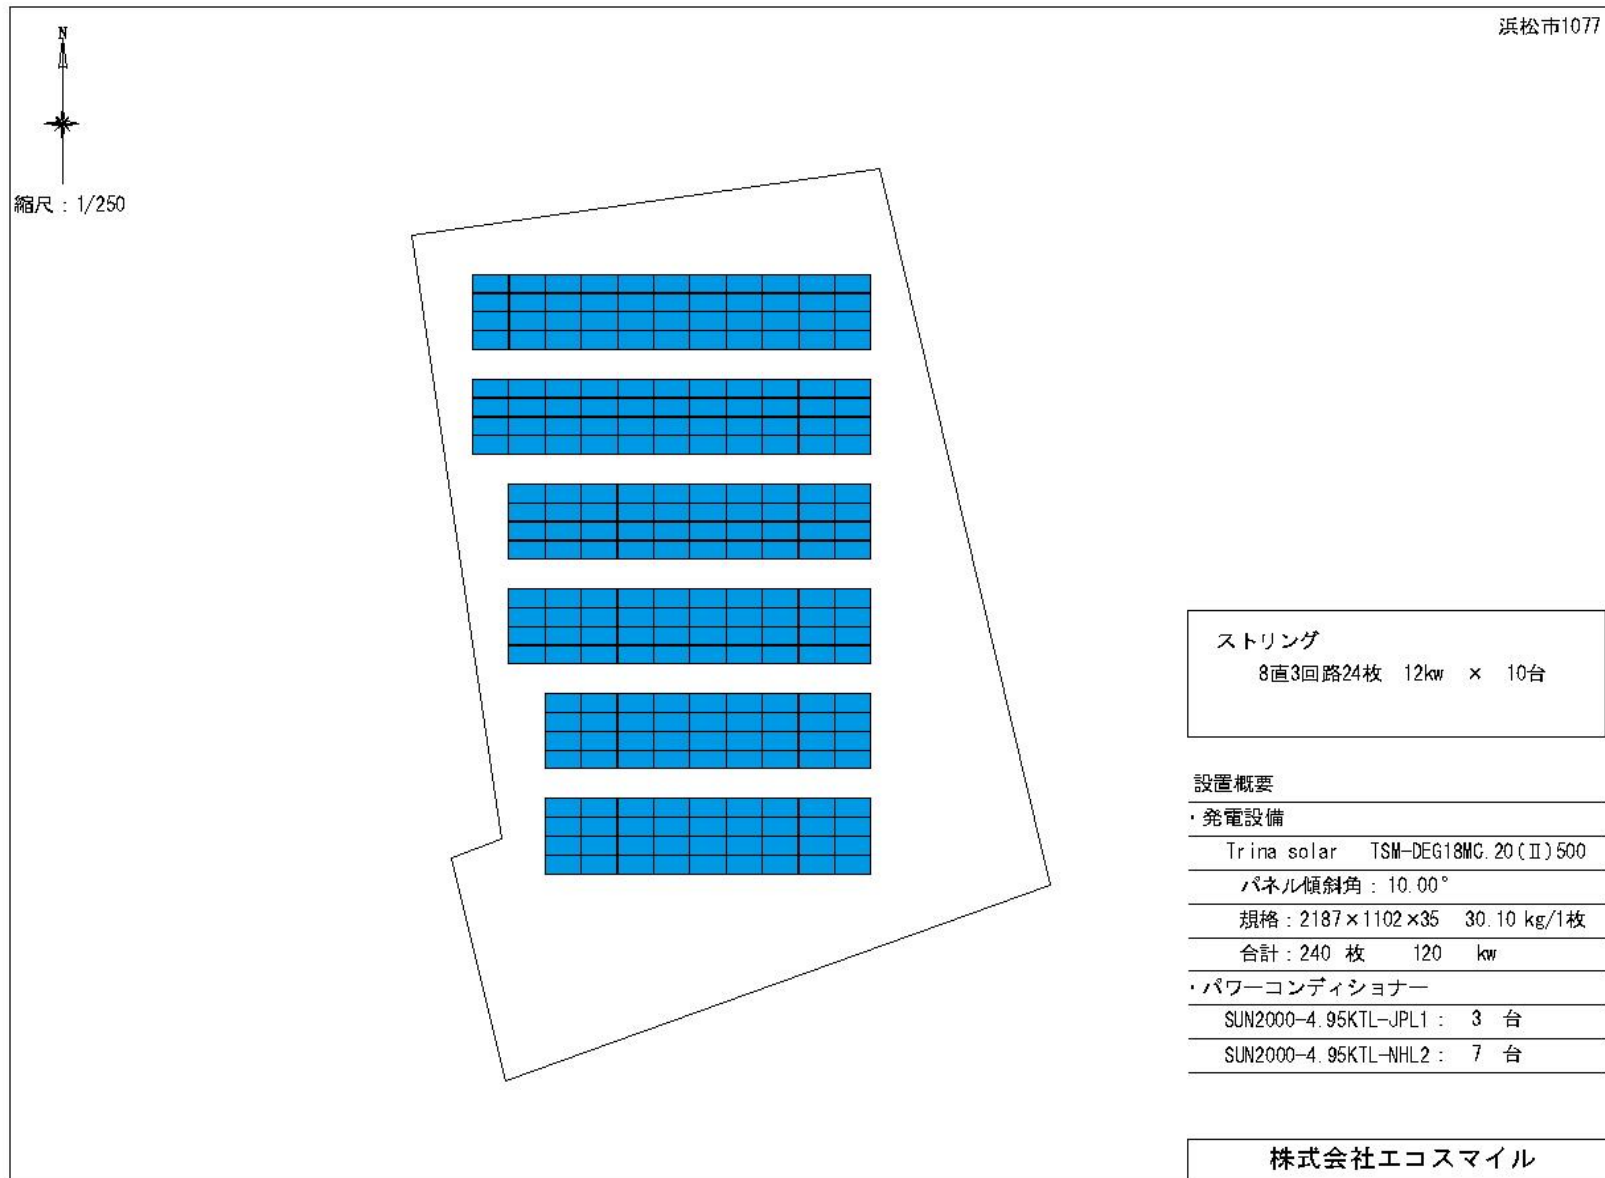 浜松市1077
N
縮尺：1/250
ストリング
8直3回路24枚 12kw × 10台
設置概要
・発電設備
Trina solar TSM-DEG18MC.20(Ⅱ)500
パネル傾斜角：10.00°
規格：2187×1102×35 30.10 kg/1枚
合計：240 枚 120 kw
・パワーコンディショナー
SUN2000-4.95KTL-JPL1： 3 台
SUN2000-4.95KTL-NHL2： 7 台
株式会社エコスマイル